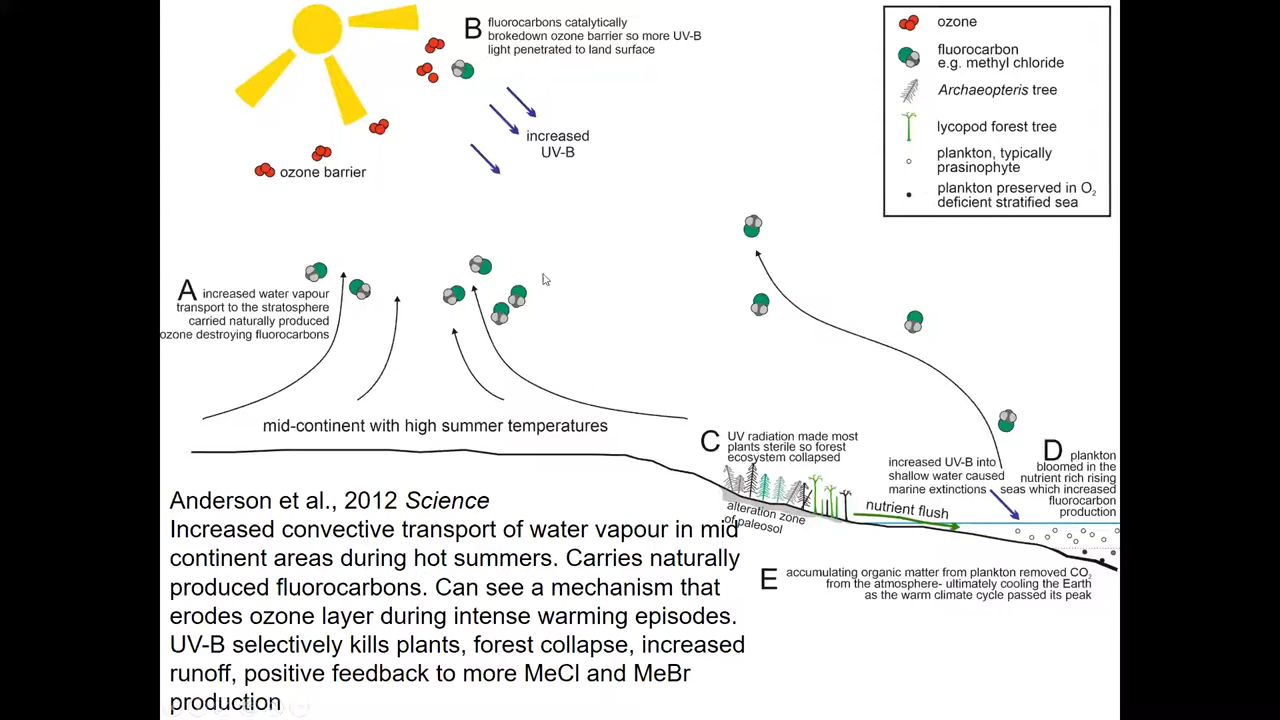 B fluorocarbons catalytically
brokedown ozone barrier so more UV-B
light penetrated to land surface
increased
UV-B
ozone barrier
ozone
fluorocarbon
e.g. methyl chloride
Archaeopteris tree
lycopod forest tree
plankton, typically
prasinophyte
plankton preserved in O₂
deficient stratified sea
A increased water vapour
transport to the stratosphere
carried naturally produced
ozone destroying fluorocarbons
mid-continent with high summer temperatures
C UV radiation made most
plants sterile so forest
ecosystem collapsed
alteration zone
of paleosol
nutrient flush
increased UV-B into
shallow water caused
marine extinctions
D plankton
bloomed in the
nutrient rich rising
seas which increased
fluorocarbon
production
E accumulating organic matter from plankton removed CO₂
from the atmosphere- ultimately cooling the Earth
as the warm climate cycle passed its peak
Anderson et al., 2012 Science
Increased convective transport of water vapour in mid
continent areas during hot summers. Carries naturally
produced fluorocarbons. Can see a mechanism that
erodes ozone layer during intense warming episodes.
UV-B selectively kills plants, forest collapse, increased
runoff, positive feedback to more MeCl and MeBr
production